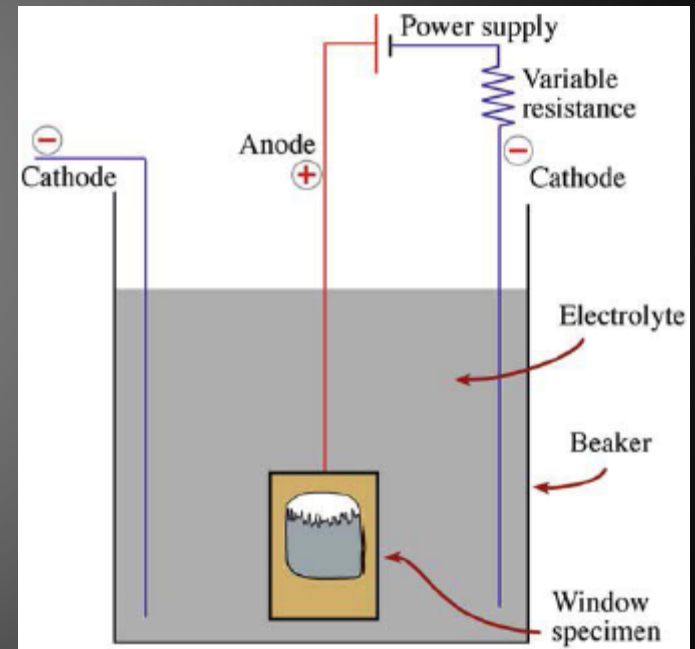 Power supply
Variable
resistance
−
Anode
+
−
Cathode
Cathode
Electrolyte
Beaker
Window
specimen